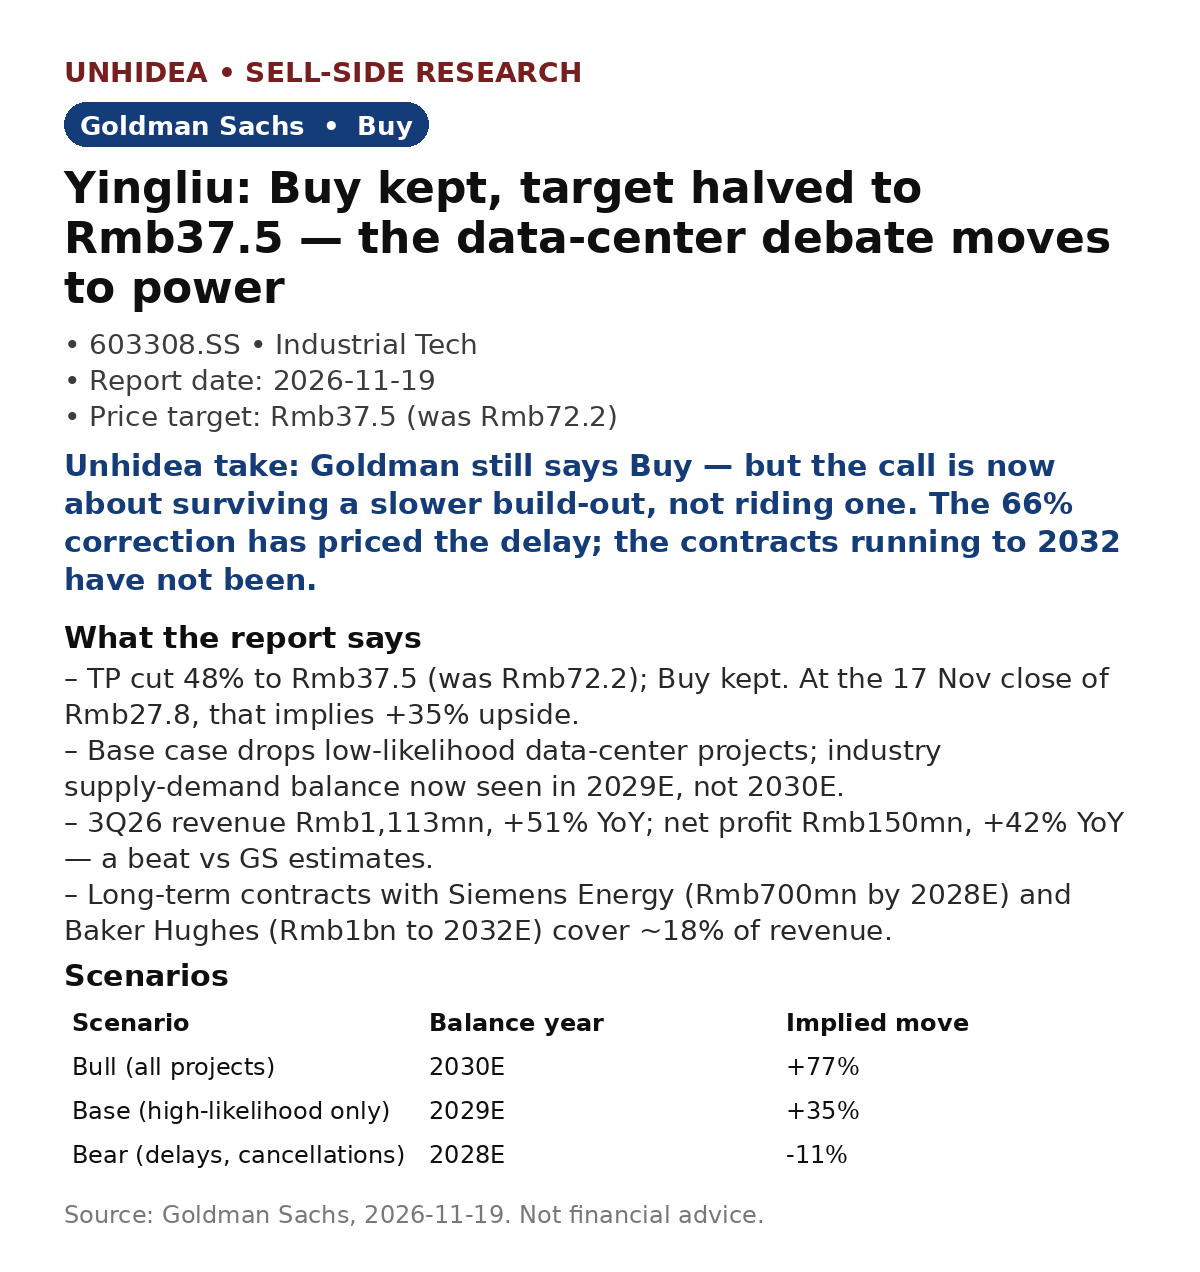 UNHIDEA • SELL-SIDE RESEARCH
Goldman Sachs • Buy
Yingliu: Buy kept, target halved to
Rmb37.5 — the data-center debate moves
to power
• 603308.SS • Industrial Tech
• Report date: 2026-11-19
• Price target: Rmb37.5 (was Rmb72.2)
Unhidea take: Goldman still says Buy — but the call is now
about surviving a slower build-out, not riding one. The 66%
correction has priced the delay; the contracts running to 2032
have not been.
What the report says
– TP cut 48% to Rmb37.5 (was Rmb72.2); Buy kept. At the 17 Nov close of
Rmb27.8, that implies +35% upside.
– Base case drops low-likelihood data-center projects; industry
supply-demand balance now seen in 2029E, not 2030E.
– 3Q26 revenue Rmb1,113mn, +51% YoY; net profit Rmb150mn, +42% YoY
— a beat vs GS estimates.
– Long-term contracts with Siemens Energy (Rmb700mn by 2028E) and
Baker Hughes (Rmb1bn to 2032E) cover ~18% of revenue.
Scenarios
Scenario Balance year Implied move
Bull (all projects) 2030E +77%
Base (high-likelihood only) 2029E +35%
Bear (delays, cancellations) 2028E -11%
Source: Goldman Sachs, 2026-11-19. Not financial advice.